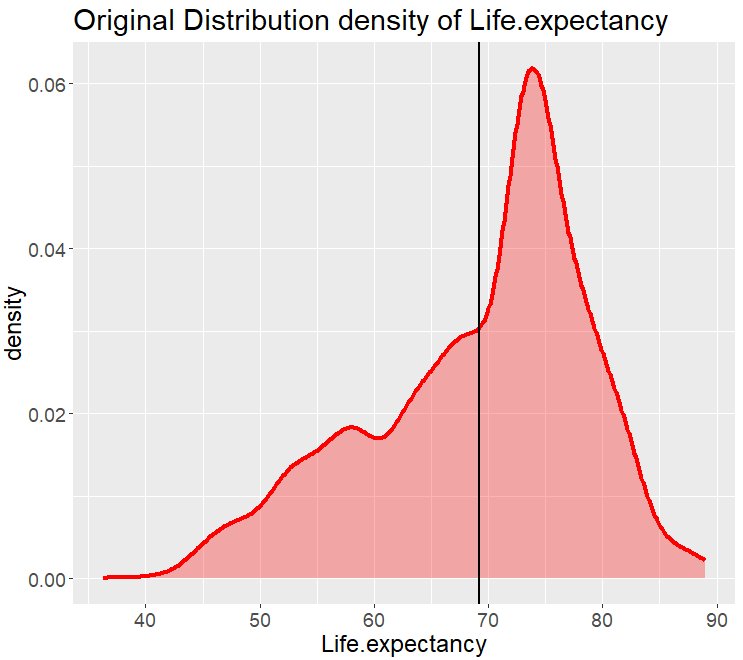 Original Distribution density of Life.expectancy
0.06
0.04
0.02
0.00
density
40 50 60 70 80 90
Life.expectancy